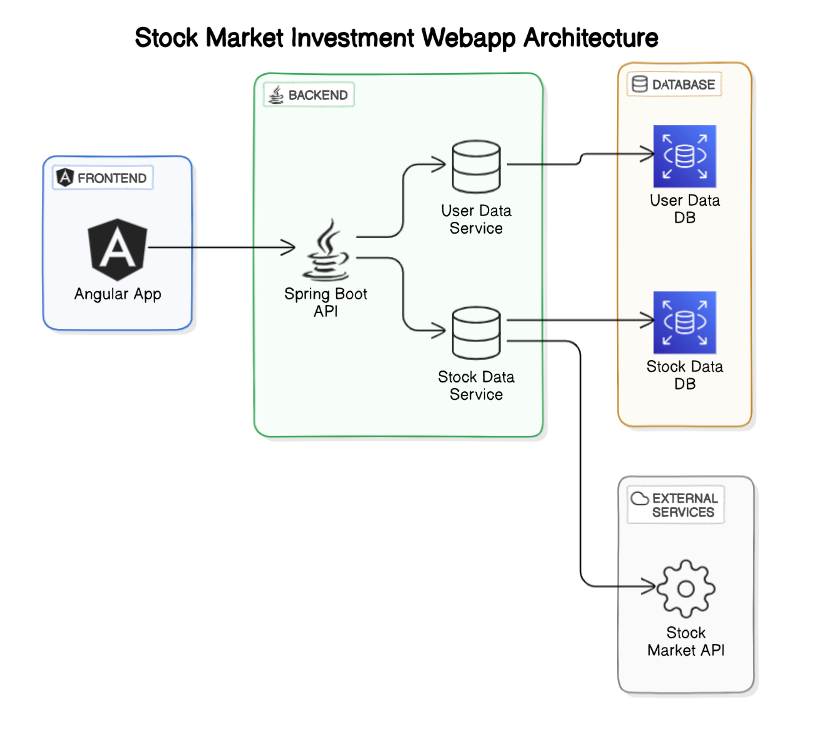 Stock Market Investment Webapp Architecture
FRONTEND
Angular App
BACKEND
Spring Boot
API
User Data
Service
Stock Data
Service
DATABASE
User Data
DB
Stock Data
DB
EXTERNAL
SERVICES
Stock
Market API